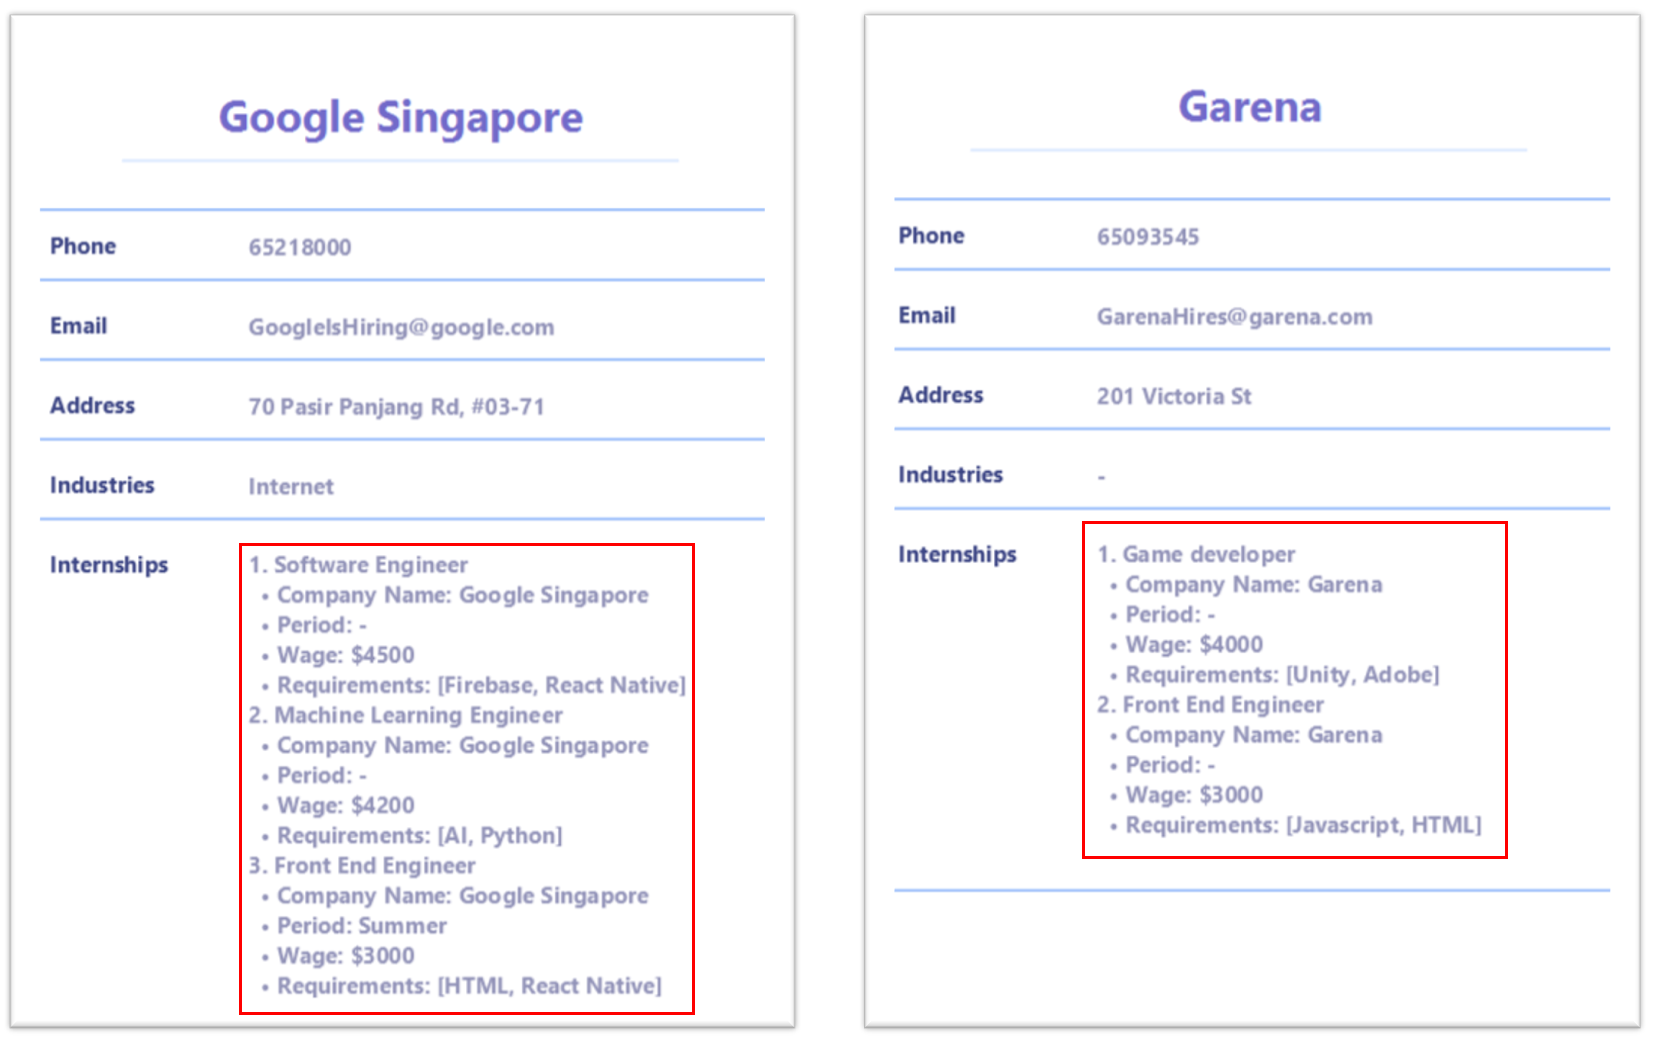 Google Singapore
Phone 65218000
Email GoogleIsHiring@google.com
Address 70 Pasir Panjang Rd, #03-71
Industries Internet
Internships 1. Software Engineer
• Company Name: Google Singapore
• Period: -
• Wage: $4500
• Requirements: [Firebase, React Native]
2. Machine Learning Engineer
• Company Name: Google Singapore
• Period: -
• Wage: $4200
• Requirements: [AI, Python]
3. Front End Engineer
• Company Name: Google Singapore
• Period: Summer
• Wage: $3000
• Requirements: [HTML, React Native]
Garena
Phone 65093545
Email GarenaHires@garena.com
Address 201 Victoria St
Industries -
Internships 1. Game developer
• Company Name: Garena
• Period: -
• Wage: $4000
• Requirements: [Unity, Adobe]
2. Front End Engineer
• Company Name: Garena
• Period: -
• Wage: $3000
• Requirements: [Javascript, HTML]